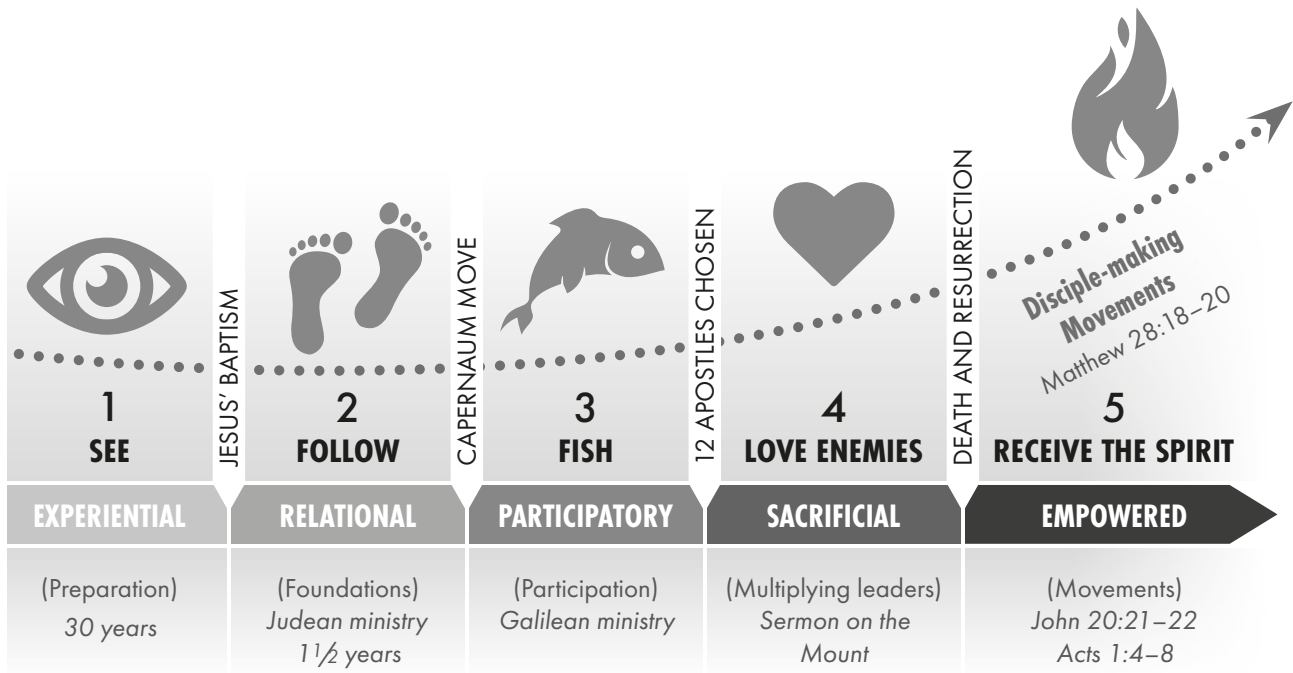 1
SEE
EXPERIENTIAL
(Preparation)
30 years
JESUS' BAPTISM
2
FOLLOW
RELATIONAL
(Foundations)
Judean ministry
1½ years
CAPERNAUM MOVE
3
FISH
PARTICIPATORY
(Participation)
Galilean ministry
12 APOSTLES CHOSEN
4
LOVE ENEMIES
SACRIFICIAL
(Multiplying leaders)
Sermon on the
Mount
DEATH AND RESURRECTION
Disciple-making
Movements
Matthew 28:18–20
5
RECEIVE THE SPIRIT
EMPOWERED
(Movements)
John 20:21–22
Acts 1:4–8